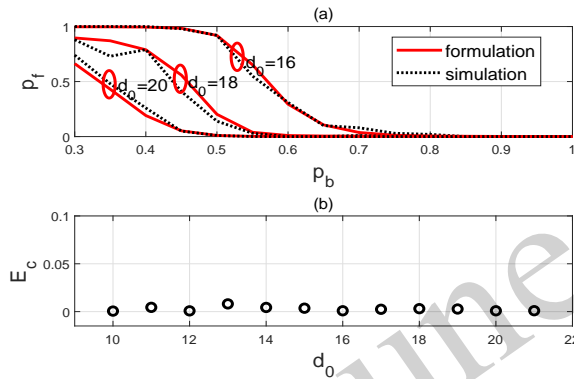 (a)
1
0.5
0
p_f
d_0=16
d_0=18
d_0=20
formulation
simulation
0.3 0.4 0.5 0.6 0.7 0.8 0.9 1
p_b
(b)
0.1
0.05
0
E_c
10 12 14 16 18 20 22
d_0
une